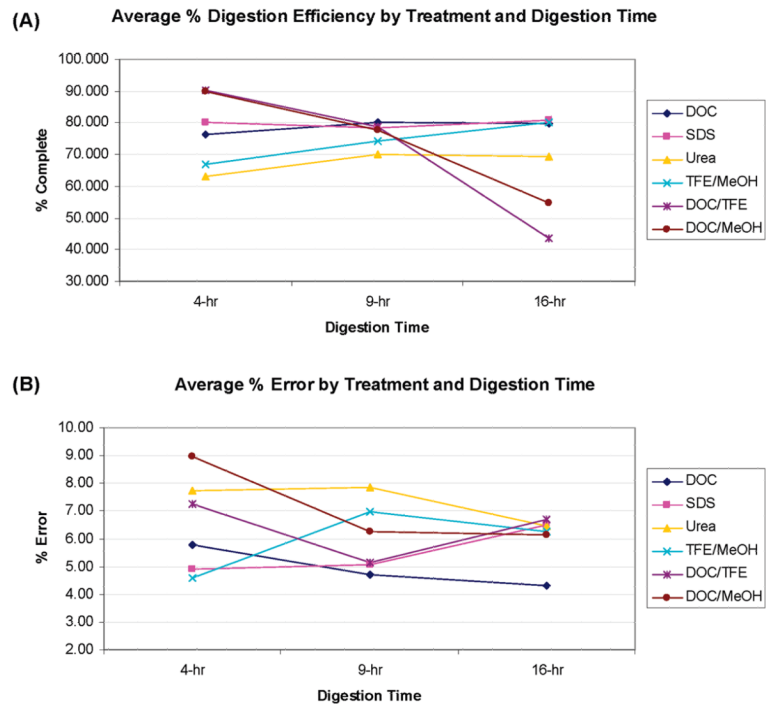 (A)
Average % Digestion Efficiency by Treatment and Digestion Time
100.000
90.000
80.000
70.000
60.000
50.000
40.000
30.000
% Complete
4-hr 9-hr 16-hr
Digestion Time
DOC
SDS
Urea
TFE/MeOH
DOC/TFE
DOC/MeOH
(B)
Average % Error by Treatment and Digestion Time
10.00
9.00
8.00
7.00
6.00
5.00
4.00
3.00
2.00
% Error
4-hr 9-hr 16-hr
Digestion Time
DOC
SDS
Urea
TFE/MeOH
DOC/TFE
DOC/MeOH